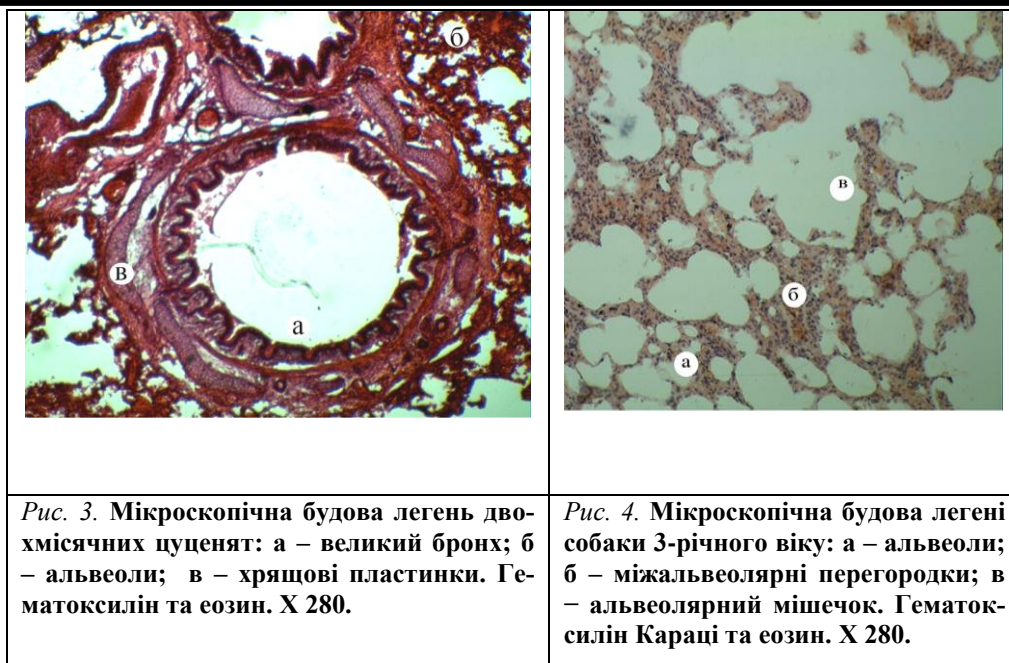 б
в
а
в
б
а
Рис. 3. Мікроскопічна будова легень дво-
хмісячних цуценят: а – великий бронх; б
– альвеоли; в – хрящові пластинки. Ге-
матоксилін та еозин. Х 280.
Рис. 4. Мікроскопічна будова легені
собаки 3-річного віку: а – альвеоли;
б – міжальвеолярні перегородки; в
− альвеолярний мішечок. Гематок-
силін Караці та еозин. Х 280.